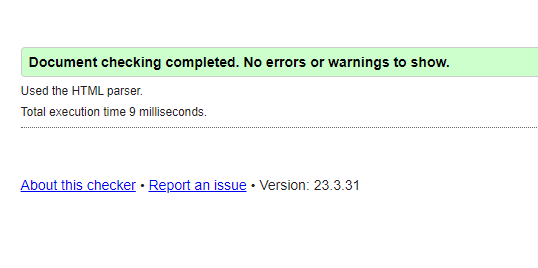 Document checking completed. No errors or warnings to show.
Used the HTML parser.
Total execution time 9 milliseconds.
About this checker • Report an issue • Version: 23.3.31